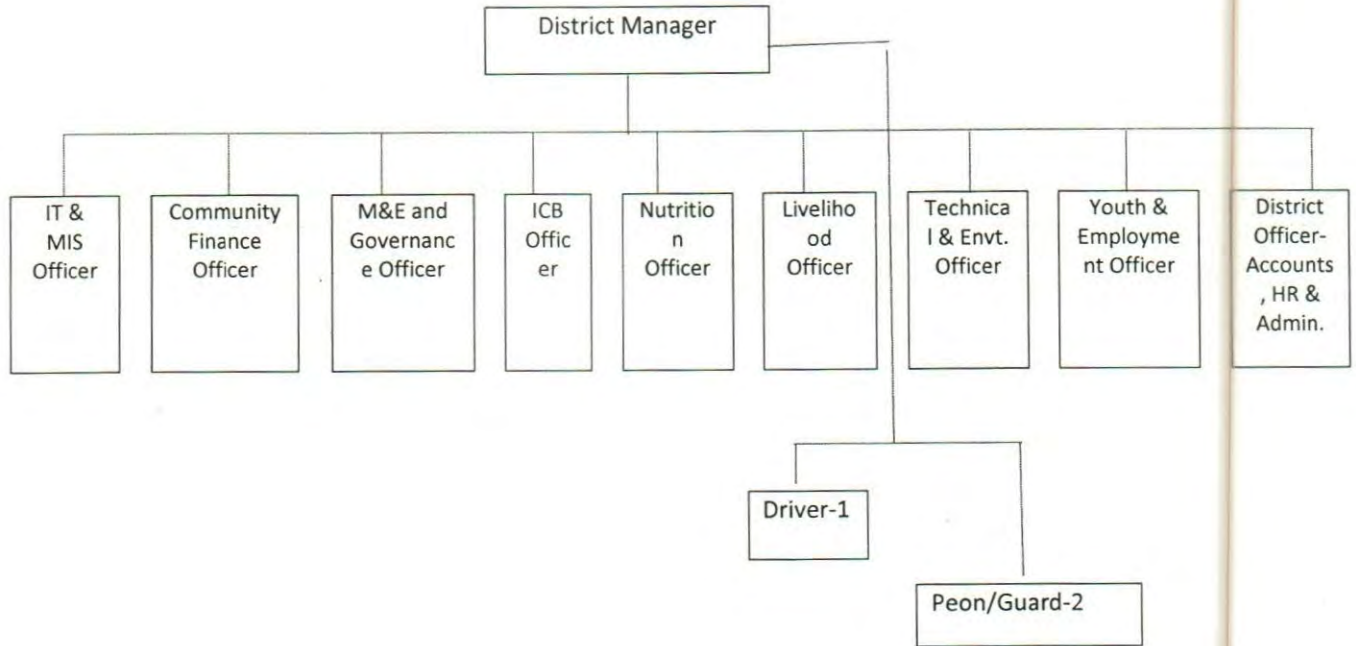 District Manager
IT &
MIS
Officer
Community
Finance
Officer
M&E and
Governanc
e Officer
ICB
Offic
er
Nutritio
n
Officer
Liveliho
od
Officer
Technica
l & Envt.
Officer
Youth &
Employme
nt Officer
District
Officer-
Accounts
, HR &
Admin.
Driver-1
Peon/Guard-2